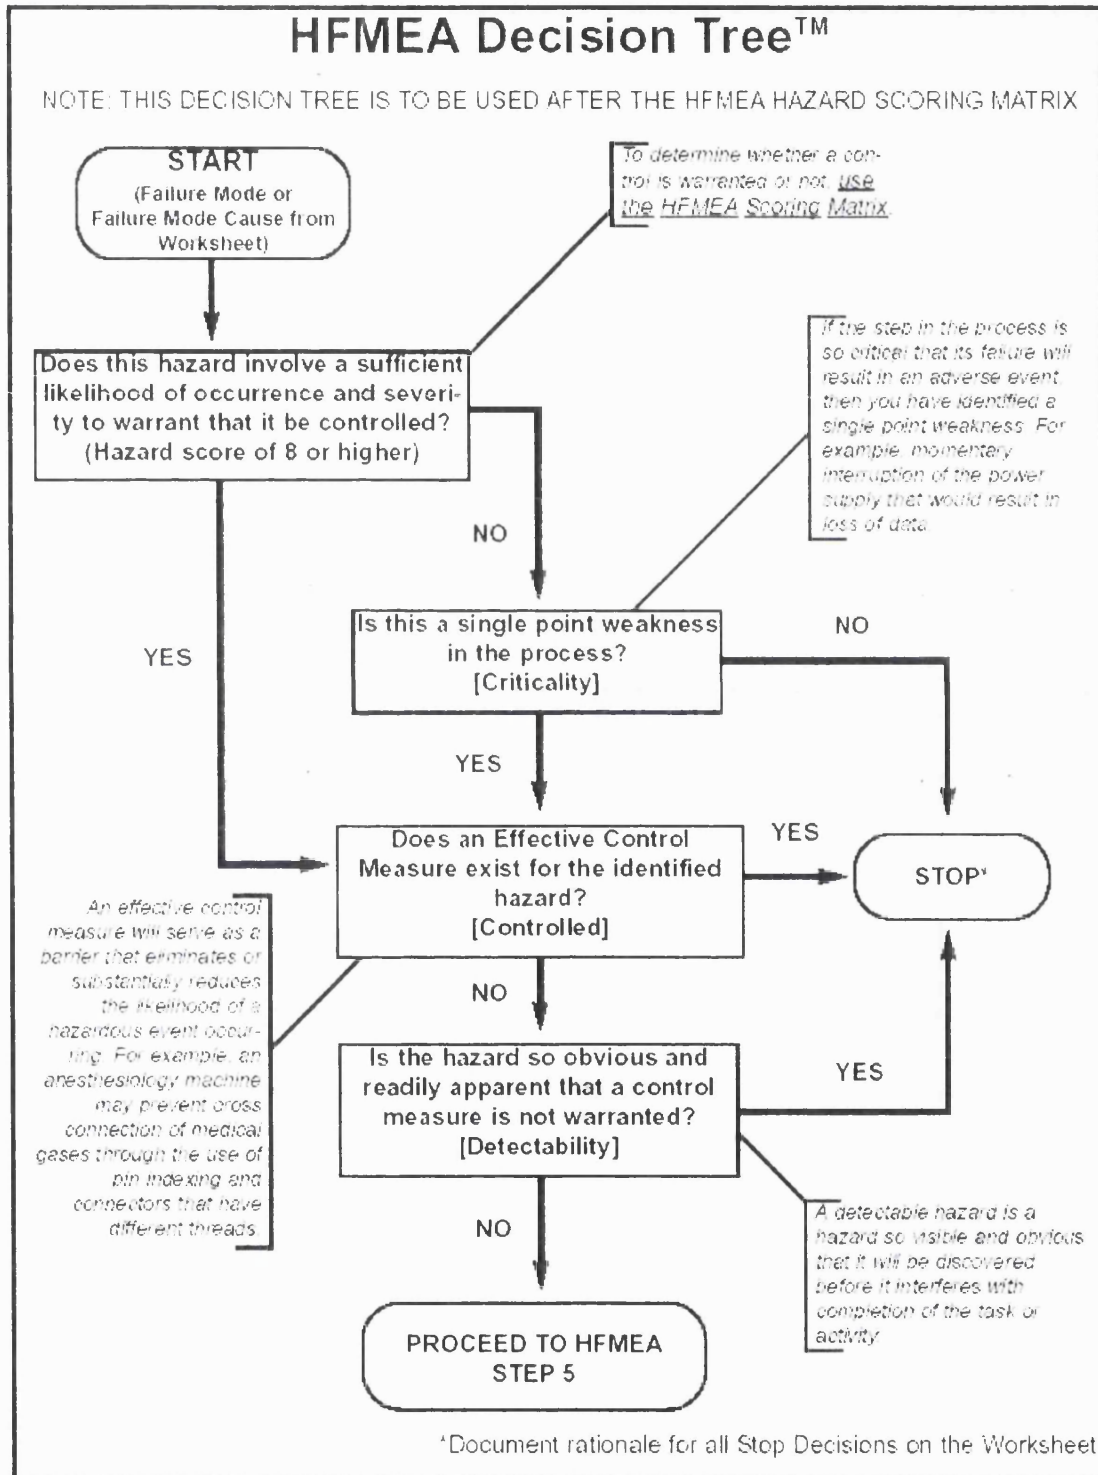 HFMEA Decision Tree™
NOTE: THIS DECISION TREE IS TO BE USED AFTER THE HFMEA HAZARD SCORING MATRIX
START
(Failure Mode or
Failure Mode Cause from
Worksheet)
To determine whether a con-
trol is warranted or not, use
the HFMEA Scoring Matrix.
Does this hazard involve a sufficient
likelihood of occurrence and severi-
ty to warrant that it be controlled?
(Hazard score of 8 or higher)
If the step in the process is
so critical that its failure will
result in an adverse event,
then you have identified a
single point weakness. For
example, momentary
interruption of the power
supply that would result in
loss of data.
NO
YES
Is this a single point weakness
in the process?
[Criticality]
NO
YES
Does an Effective Control
Measure exist for the identified
hazard?
[Controlled]
YES
STOP*
An effective control
measure will serve as a
barrier that eliminates or
substantially reduces
the likelihood of a
hazardous event occur-
ring. For example, an
anesthesiology machine
may prevent cross
connection of medical
gases through the use of
pin indexing and
connectors that have
different threads.
NO
Is the hazard so obvious and
readily apparent that a control
measure is not warranted?
[Detectability]
YES
NO
A detectable hazard is a
hazard so visible and obvious
that it will be discovered
before it interferes with
completion of the task or
activity.
PROCEED TO HFMEA
STEP 5
*Document rationale for all Stop Decisions on the Worksheet